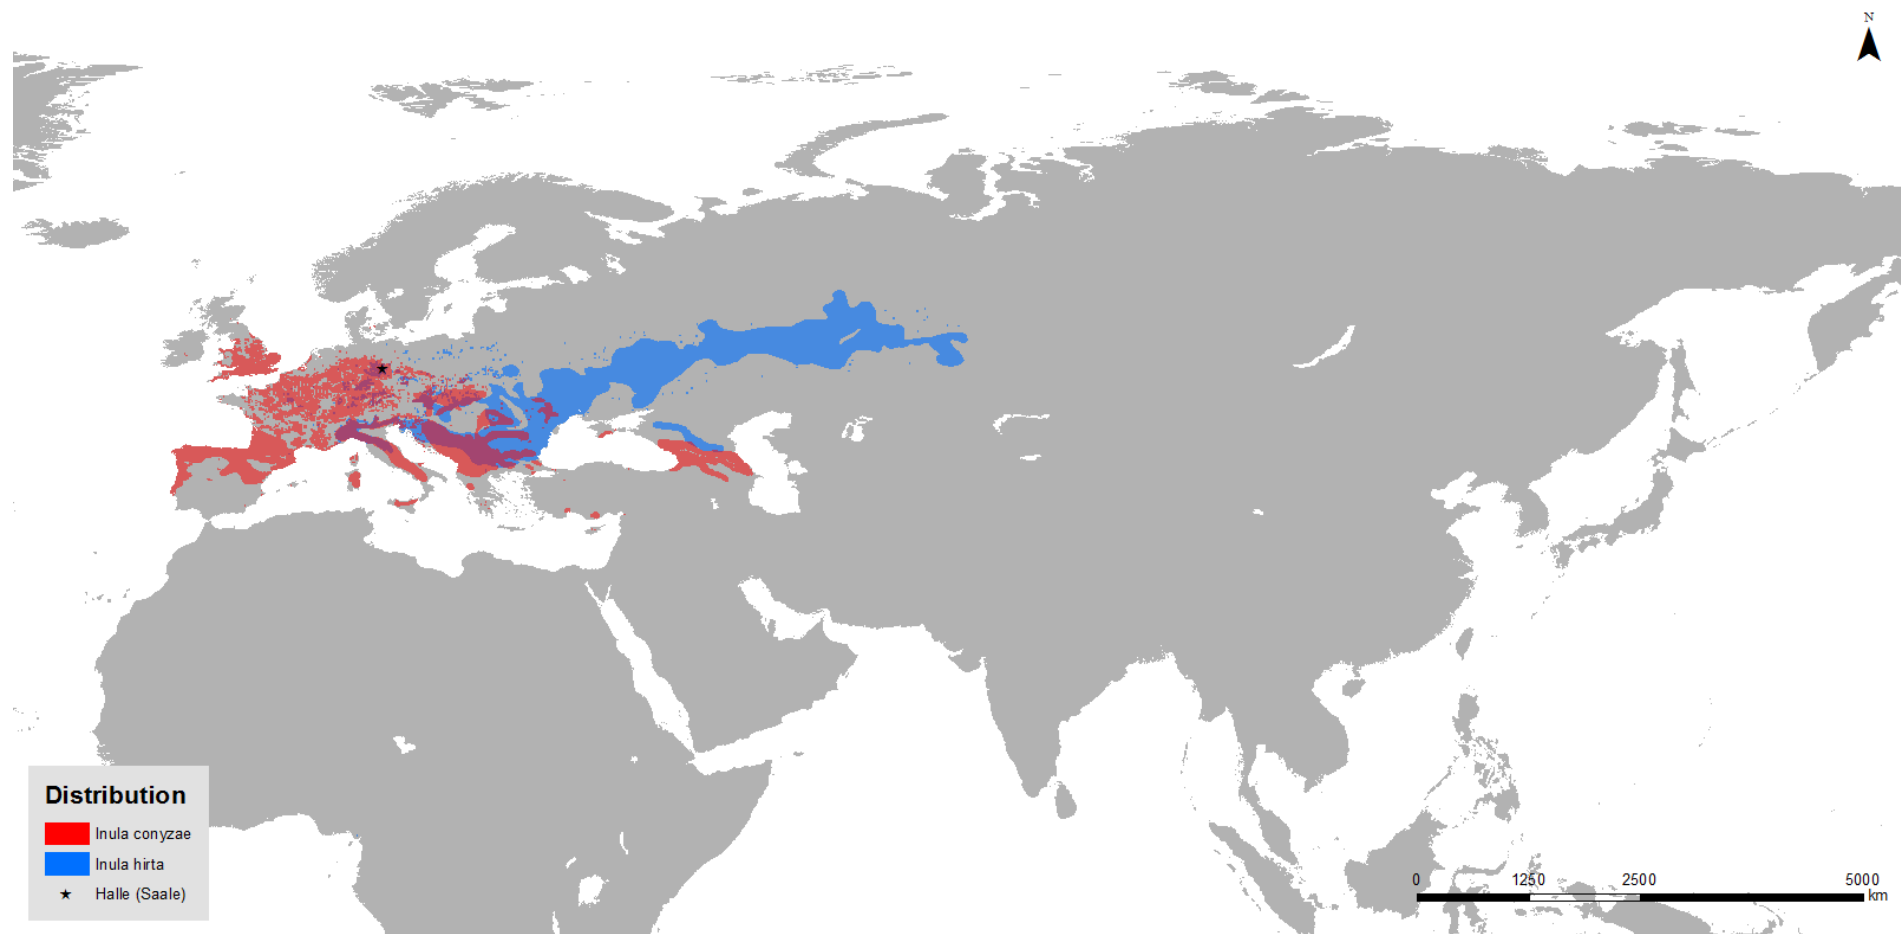 N
Distribution
Inula conyzae
Inula hirta
Halle (Saale)
0 1250 2500 5000
km